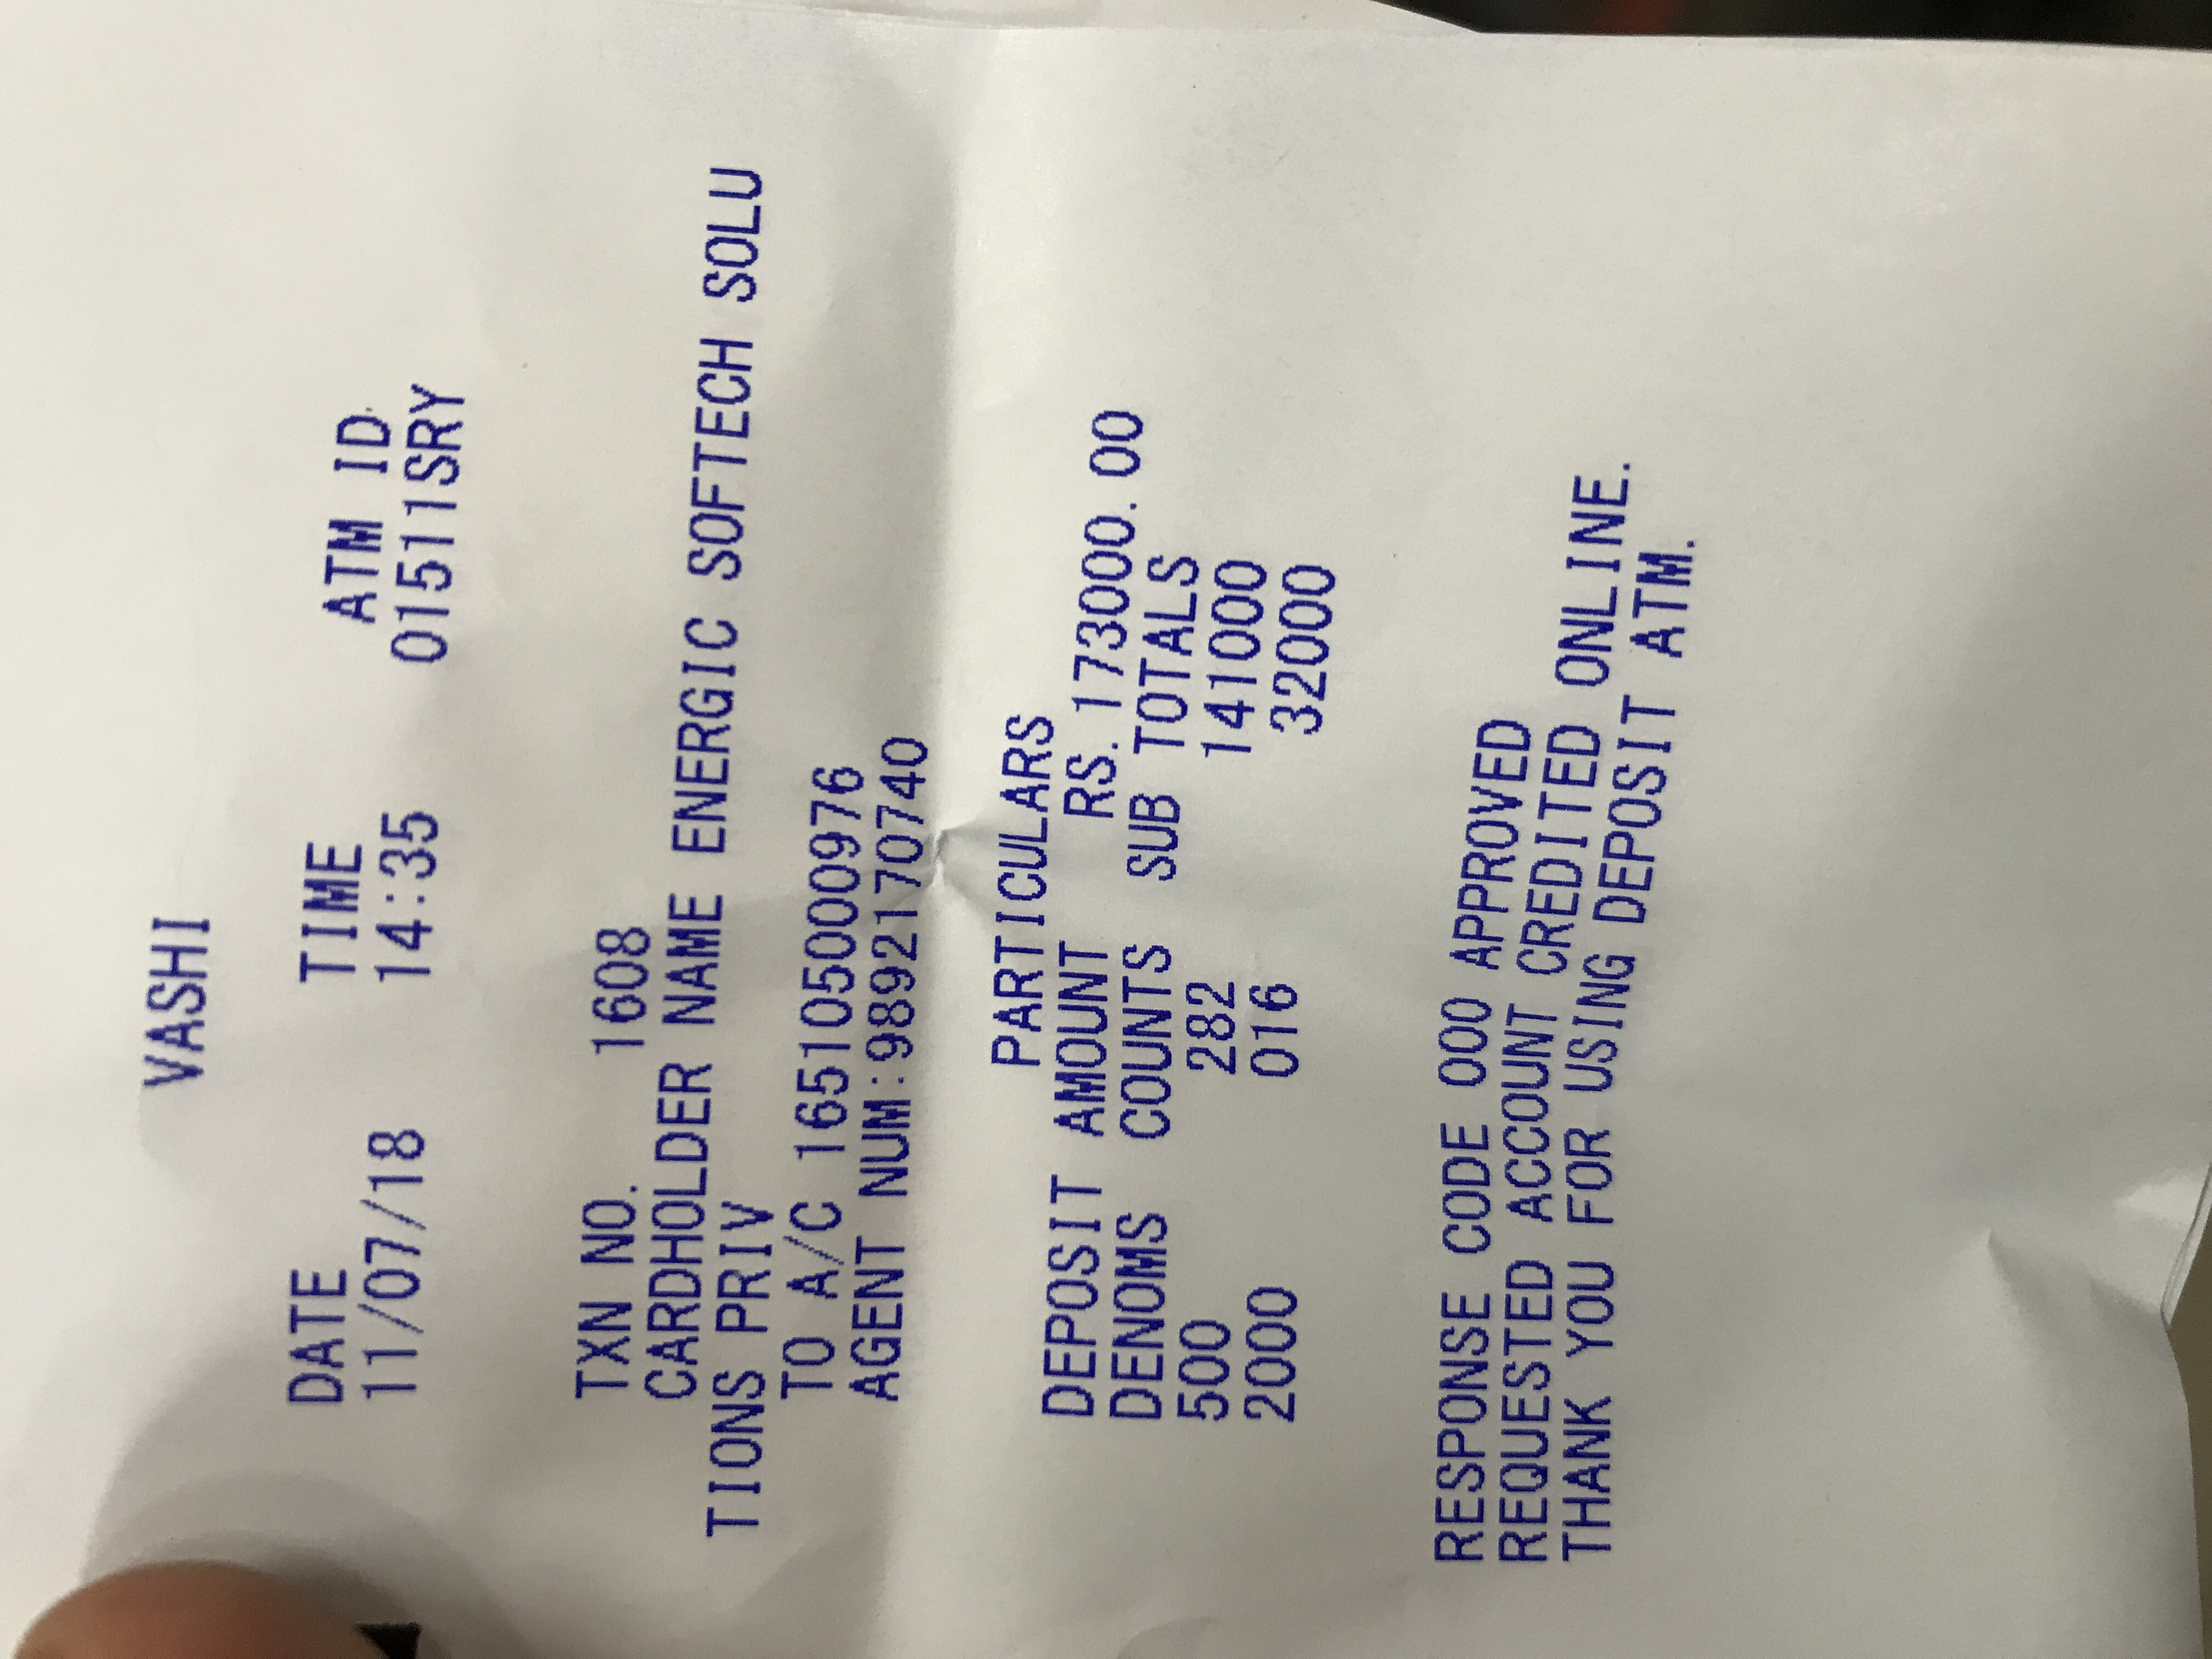 VASHI
DATE TIME ATM ID
11/07/18 14:35 01511SRY
TXN NO. 1608
CARDHOLDER NAME ENERGIC SOFTECH SOLU
TIONS PRIV
TO A/C 165105000976
AGENT NUM:9892170740
PARTICULARS
DEPOSIT AMOUNT RS.173000.00
DENOMS COUNTS SUB TOTALS
500 282 141000
2000 016 32000
RESPONSE CODE 000 APPROVED
REQUESTED ACCOUNT CREDITED ONLINE.
THANK YOU FOR USING DEPOSIT ATM.